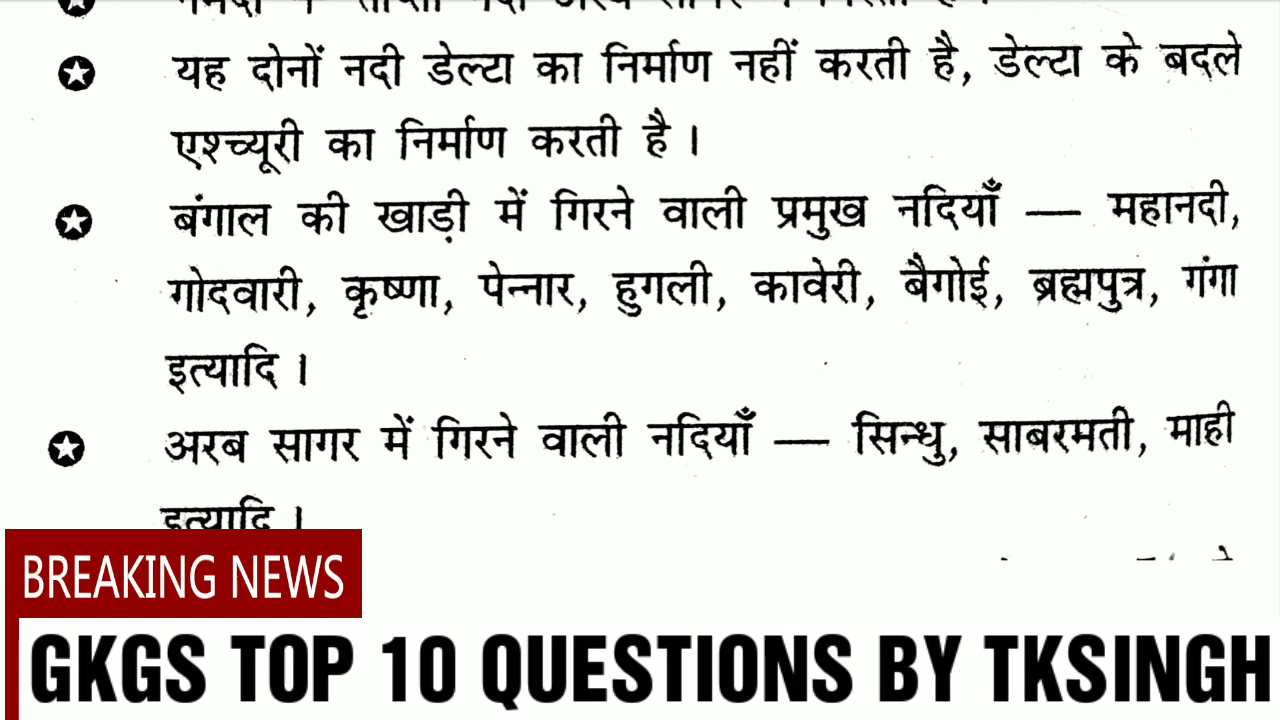 यह दोनों नदी डेल्टा का निर्माण नहीं करती है, डेल्टा के बदले
एश्च्यूरी का निर्माण करती है ।
बंगाल की खाड़ी में गिरने वाली प्रमुख नदियाँ — महानदी,
गोदवारी, कृष्णा, पेन्नार, हुगली, कावेरी, बैगोई, ब्रह्मपुत्र, गंगा
इत्यादि ।
अरब सागर में गिरने वाली नदियाँ — सिन्धु, साबरमती, माही
इत्यादि ।
BREAKING NEWS
GKGS TOP 10 QUESTIONS BY TKSINGH